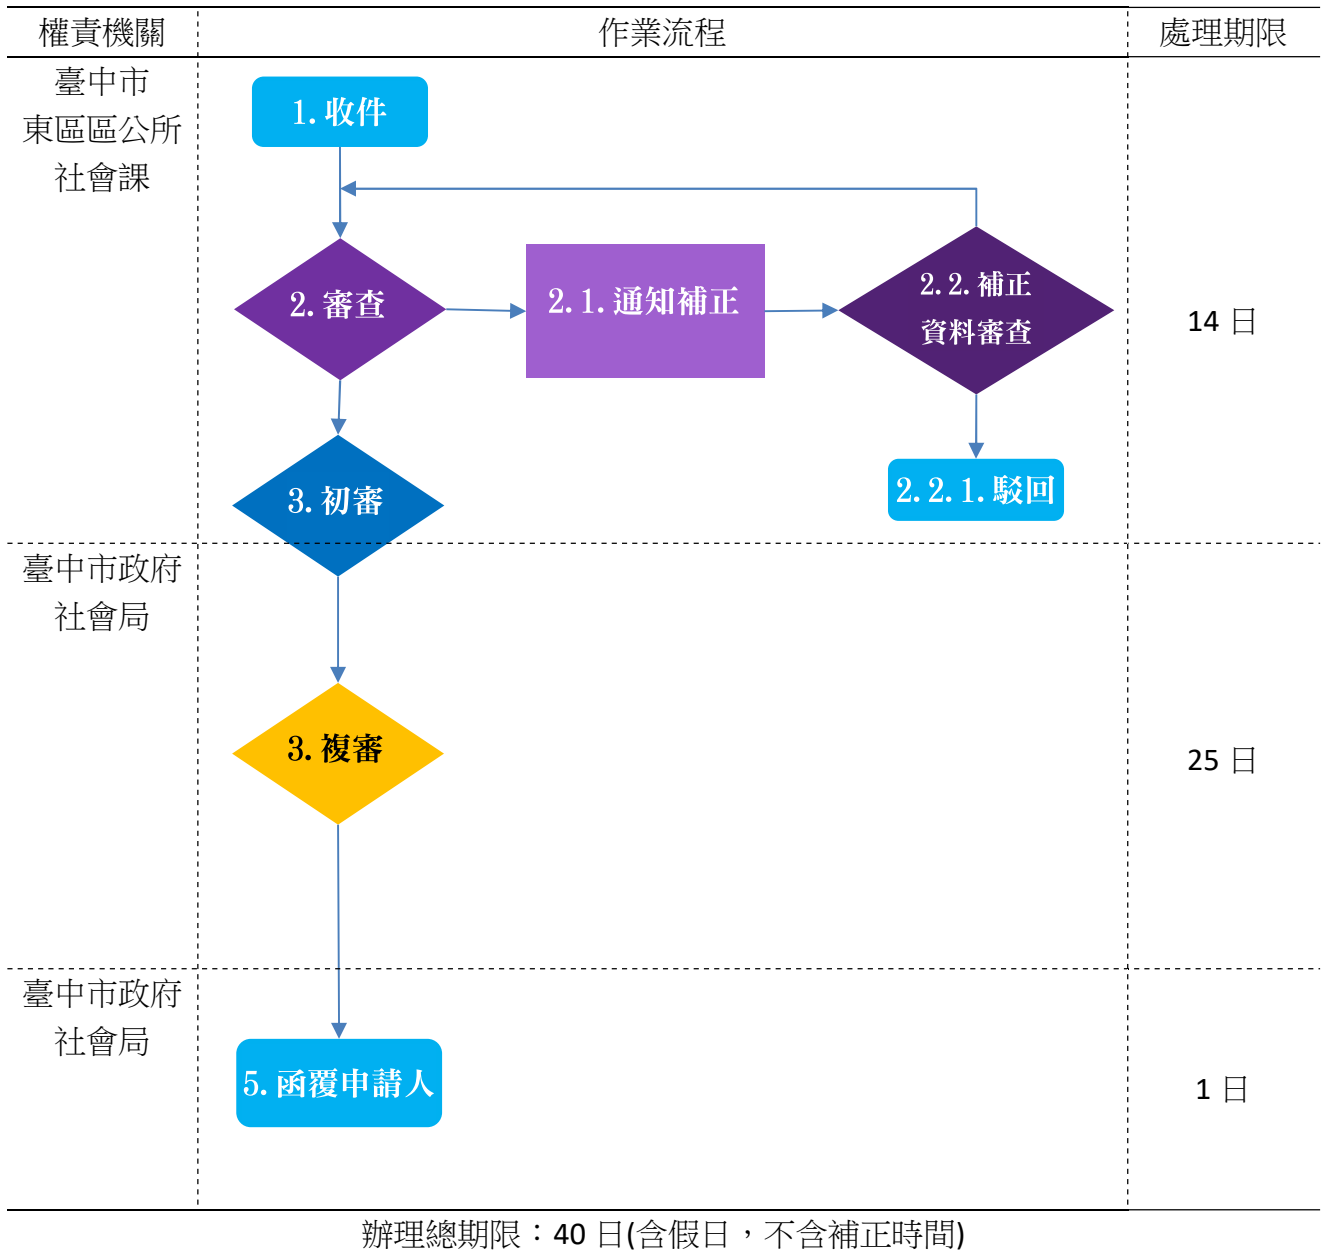 權責機關 作業流程 處理期限
臺中市
東區區公所
社會課
1.收件
2.審查
2.1.通知補正
2.2.補正
資料審查
14 日
3.初審
2.2.1.駁回
臺中市政府
社會局
3.複審
25 日
臺中市政府
社會局
5.函覆申請人
1 日
辦理總期限：40 日(含假日，不含補正時間)